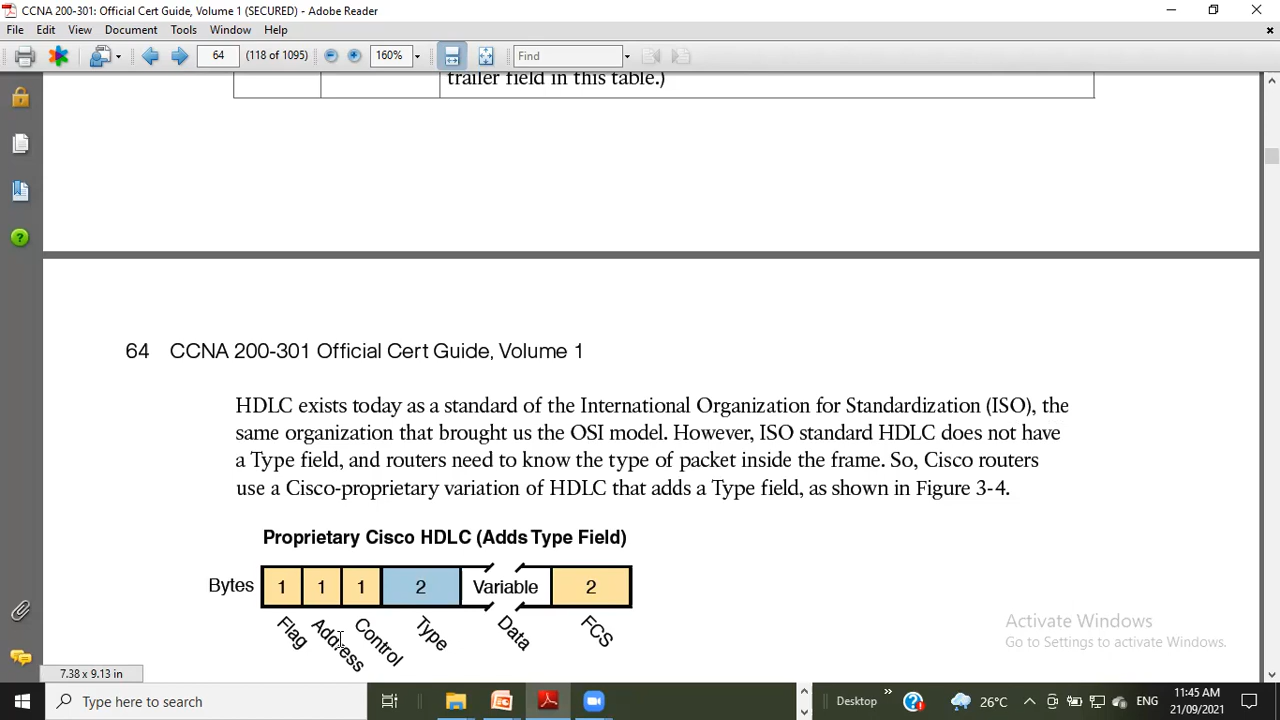 CCNA 200-301: Official Cert Guide, Volume 1 (SECURED) - Adobe Reader
File Edit View Document Tools Window Help
64 (118 of 1095) 160% Find
trailer field in this table.)
64 CCNA 200-301 Official Cert Guide, Volume 1
HDLC exists today as a standard of the International Organization for Standardization (ISO), the
same organization that brought us the OSI model. However, ISO standard HDLC does not have
a Type field, and routers need to know the type of packet inside the frame. So, Cisco routers
use a Cisco-proprietary variation of HDLC that adds a Type field, as shown in Figure 3-4.
Proprietary Cisco HDLC (Adds Type Field)
Bytes 1 1 1 2 Variable 2
Flag Address Control Type Data FCS
Activate Windows
Go to Settings to activate Windows.
7.38 x 9.13 in
Type here to search
Desktop
26°C
ENG
11:45 AM
21/09/2021